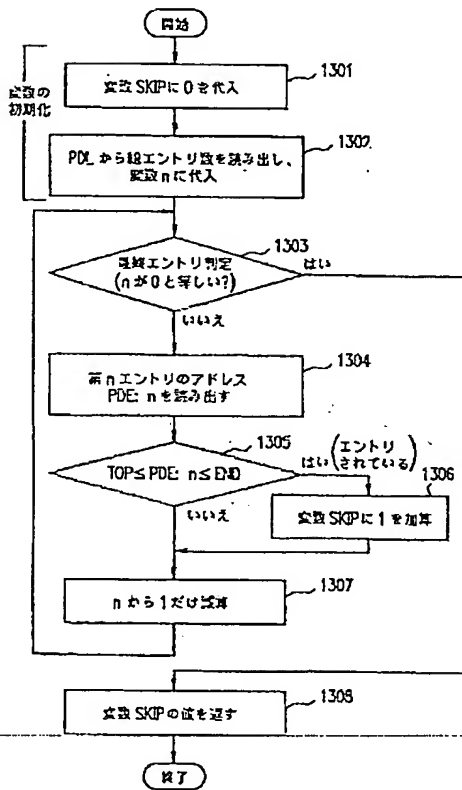 開始
変数の
初期化
変数 SKIP に 0 を代入
1301
PDL から総エントリ数を読み出し、
変数 n に代入
1302
最終エントリ判定
(n が 0 と等しい?)
1303
はい
いいえ
第 n エントリのアドレス
PDE: n を読み出す
1304
TOP≤PDE: n≤END
1305
はい (エントリ
されている)
いいえ
変数 SKIP に 1 を加算
1306
n から 1 だけ減算
1307
変数 SKIP の値を返す
1308
終了